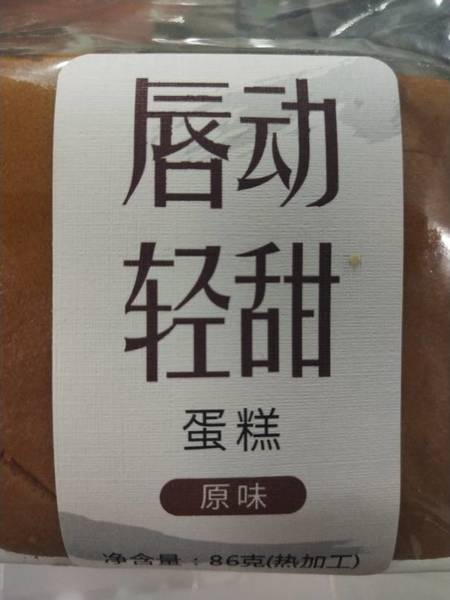 唇动
轻甜
蛋糕
原味
净含量：86克(热加工)